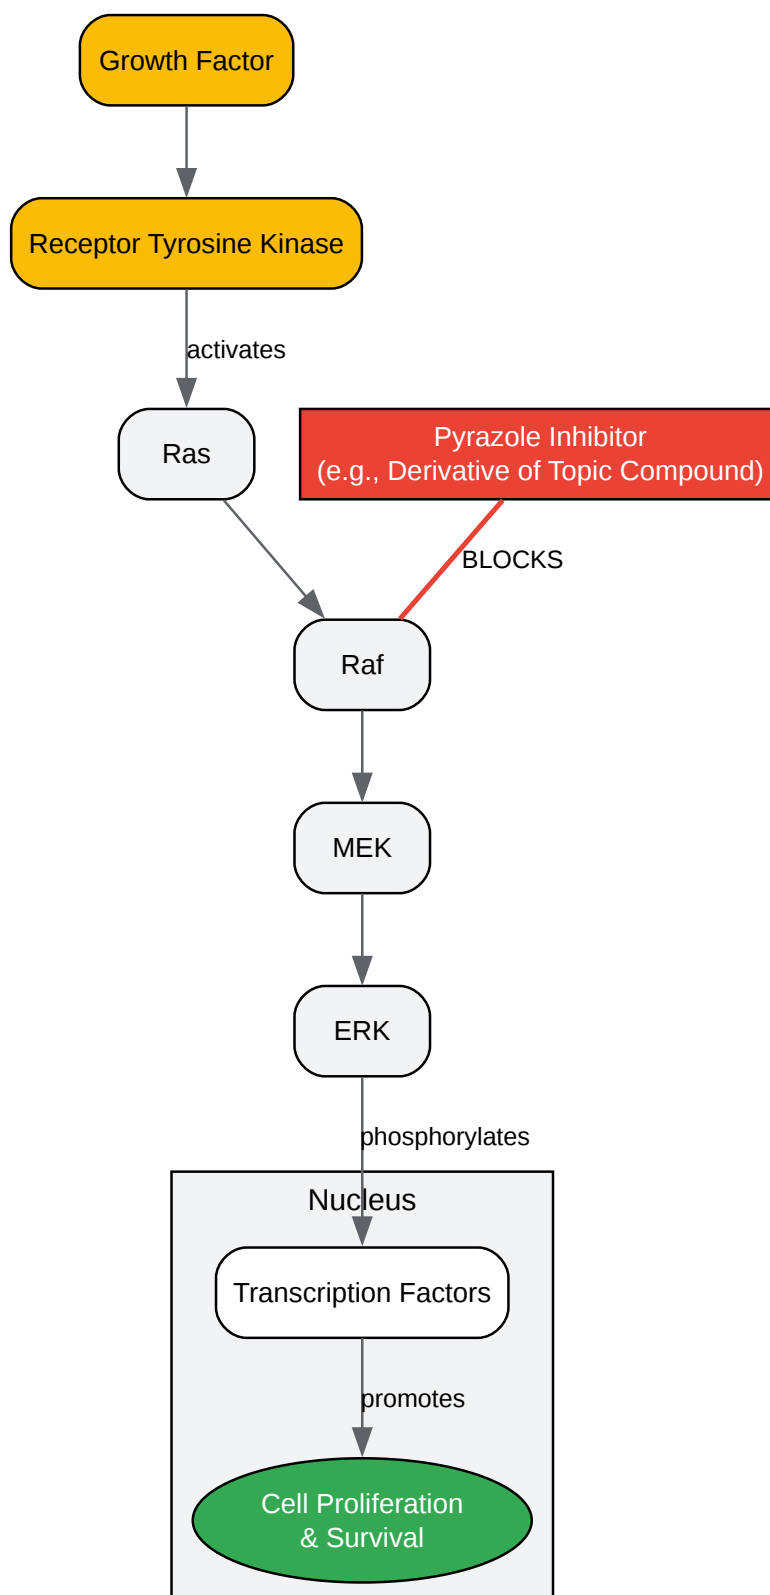 Growth Factor
Receptor Tyrosine Kinase
activates
Ras
Pyrazole Inhibitor
(e.g., Derivative of Topic Compound)
BLOCKS
Raf
MEK
ERK
phosphorylates
Nucleus
Transcription Factors
promotes
Cell Proliferation
& Survival